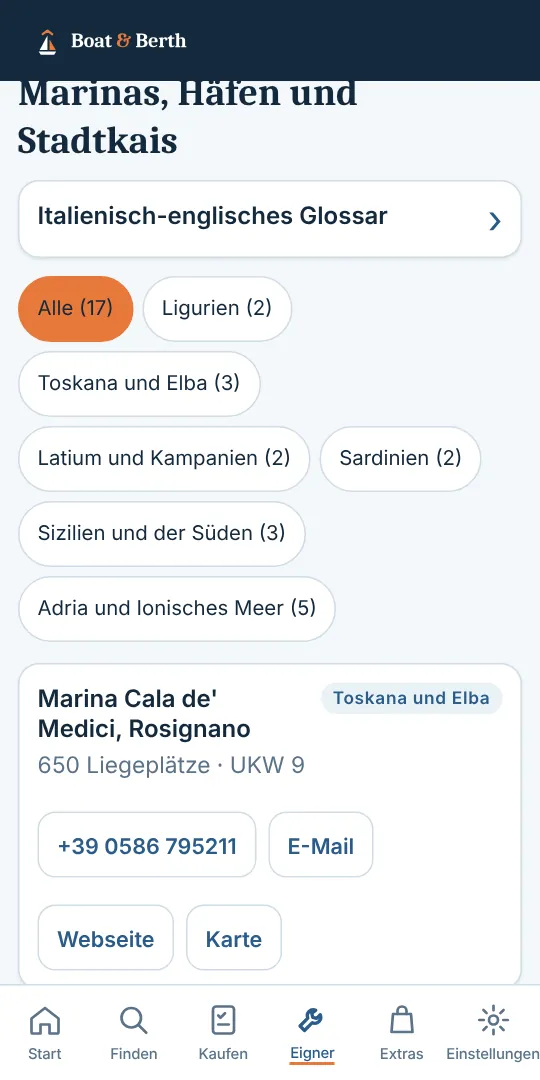 Boat & Berth
Marinas, Häfen und
Stadtkais
Italienisch-englisches Glossar
Alle (17)
Ligurien (2)
Toskana und Elba (3)
Latium und Kampanien (2)
Sardinien (2)
Sizilien und der Süden (3)
Adria und Ionisches Meer (5)
Marina Cala de'
Medici, Rosignano
Toskana und Elba
650 Liegeplätze · UKW 9
+39 0586 795211
E-Mail
Webseite
Karte
Start
Finden
Kaufen
Eigner
Extras
Einstellungen